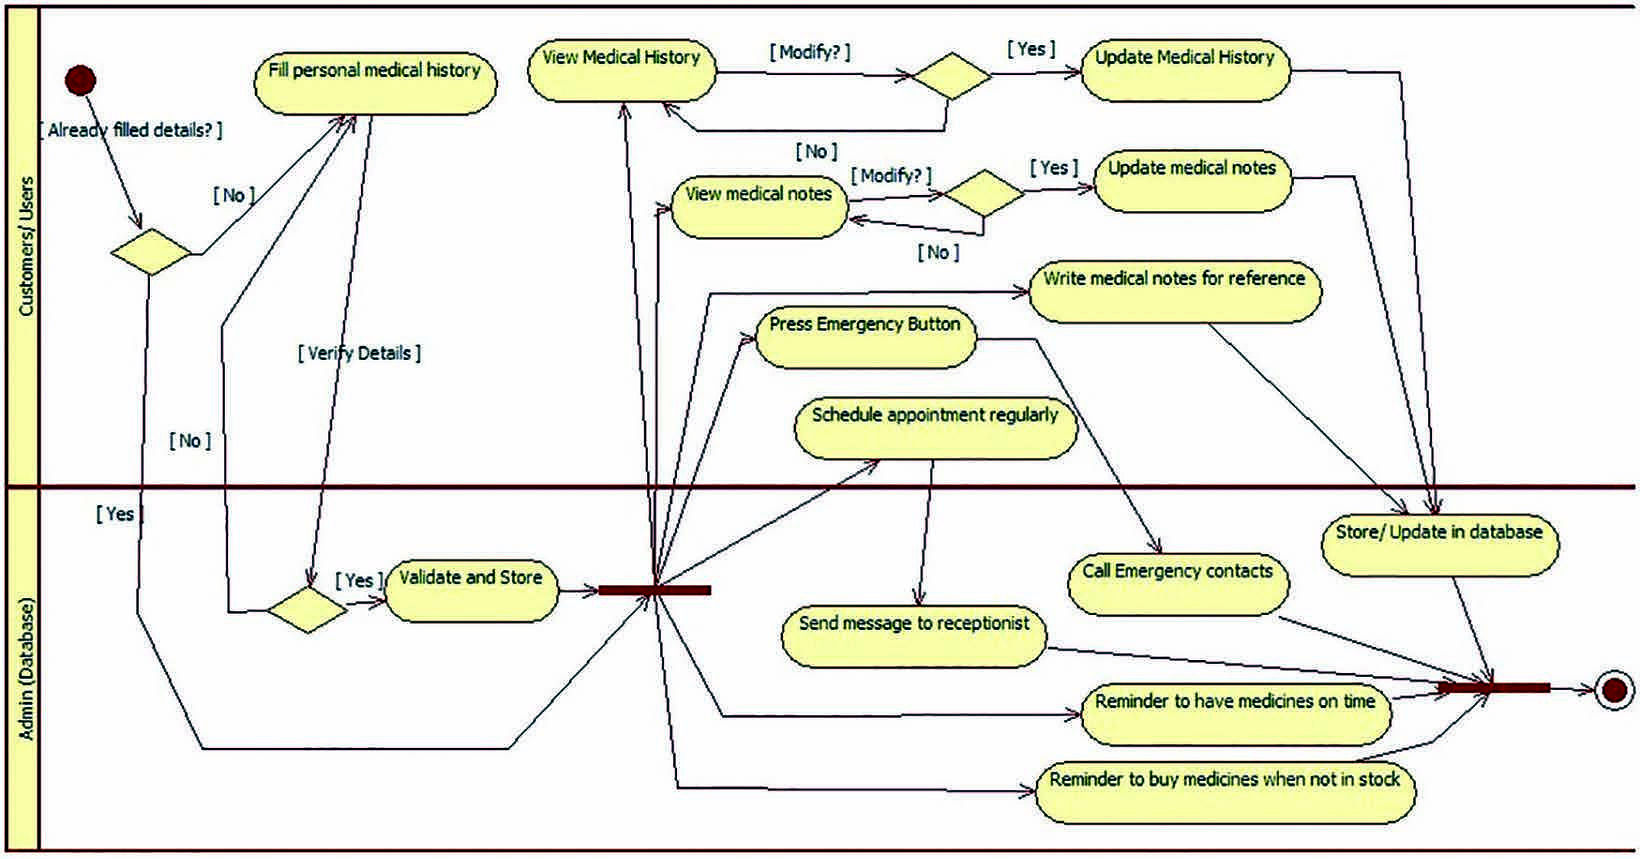 Customers/ Users
Fill personal medical history
View Medical History
[ Modify? ]
[ Yes ]
Update Medical History
[ Already filled details? ]
[ No ]
[ No ]
View medical notes
[ Modify? ]
[ Yes ]
Update medical notes
[ No ]
Write medical notes for reference
Press Emergency Button
[ Verify Details ]
Schedule appointment regularly
[ No ]
Admin (Database)
[ Yes ]
Store/ Update in database
[ Yes ]
Validate and Store
Call Emergency contacts
Send message to receptionist
Reminder to have medicines on time
Reminder to buy medicines when not in stock